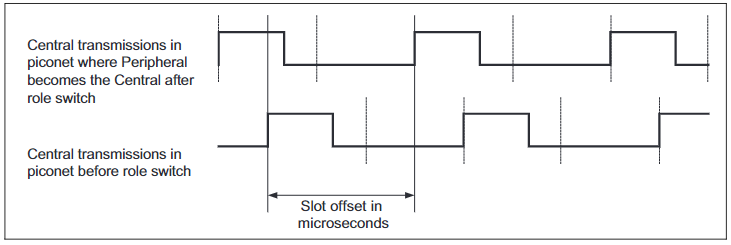 Central transmissions in
piconet where Peripheral
becomes the Central after
role switch
Central transmissions in
piconet before role switch
Slot offset in
microseconds